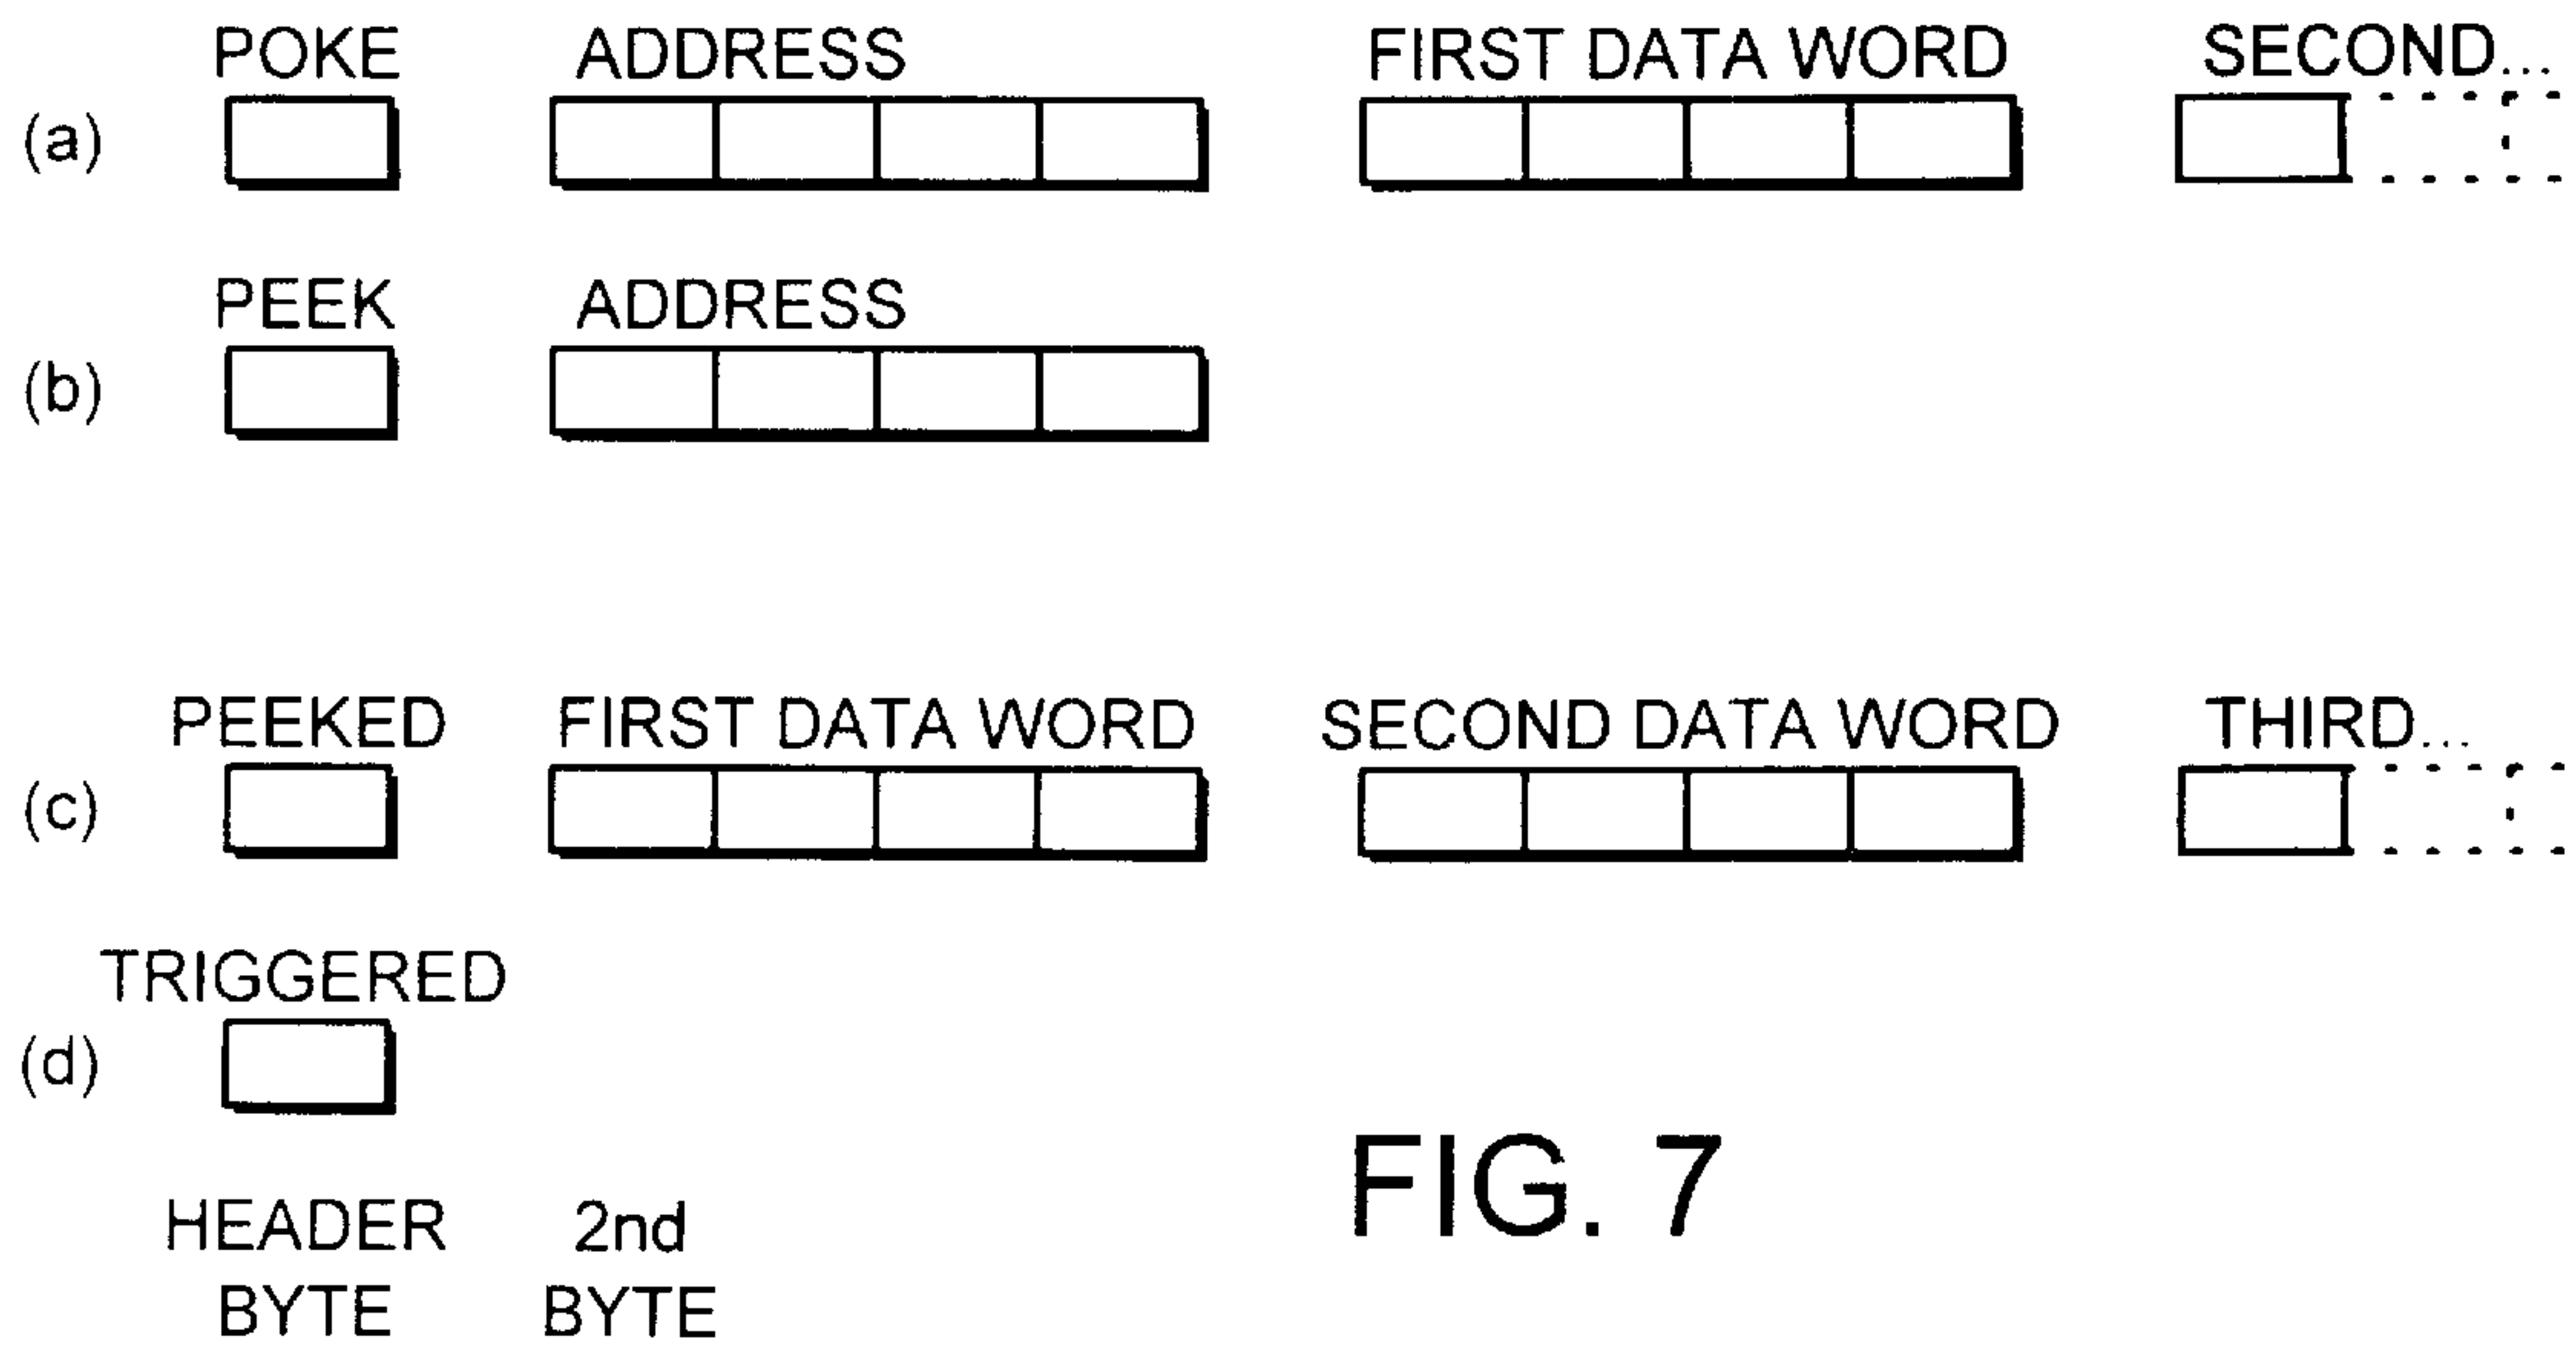 POKE ADDRESS FIRST DATA WORD SECOND...
(a)
PEEK ADDRESS
(b)
PEEKED FIRST DATA WORD SECOND DATA WORD THIRD...
(c)
TRIGGERED
(d)
HEADER BYTE
2nd BYTE
FIG. 7